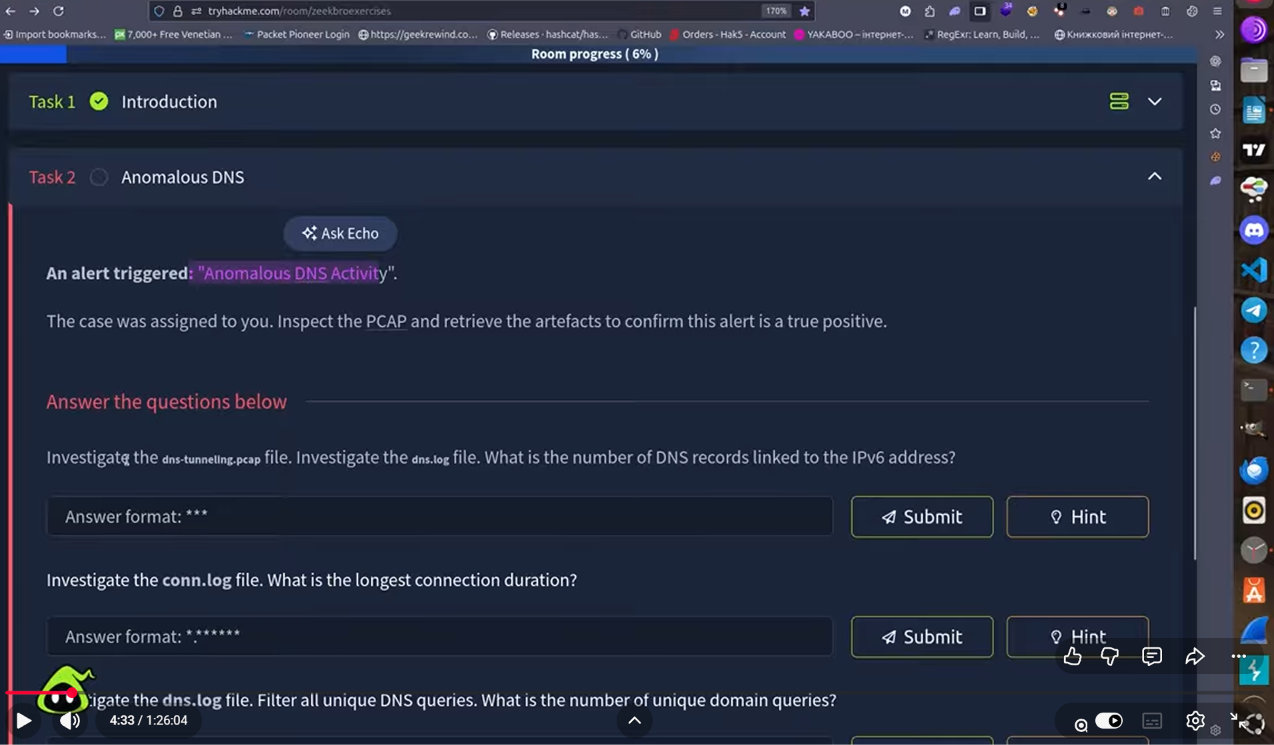 tryhackme.com/room/zeekbroexercises
170%
Import bookmarks...
7,000+ Free Venetian ...
Packet Pioneer Login
https://geekrewind.co...
Releases · hashcat/has...
GitHub
Orders - Hak5 - Account
YAKABOO – інтернет-...
RegExr: Learn, Build, ...
Книжковий інтернет-...
Room progress ( 6% )
Task 1 Introduction
Task 2 Anomalous DNS
Ask Echo
An alert triggered: "Anomalous DNS Activity".
The case was assigned to you. Inspect the PCAP and retrieve the artefacts to confirm this alert is a true positive.
Answer the questions below
Investigate the dns-tunneling.pcap file. Investigate the dns.log file. What is the number of DNS records linked to the IPv6 address?
Answer format: ***
Submit
Hint
Investigate the conn.log file. What is the longest connection duration?
Answer format: *.******
Submit
Hint
tigate the dns.log file. Filter all unique DNS queries. What is the number of unique domain queries?
4:33 / 1:26:04